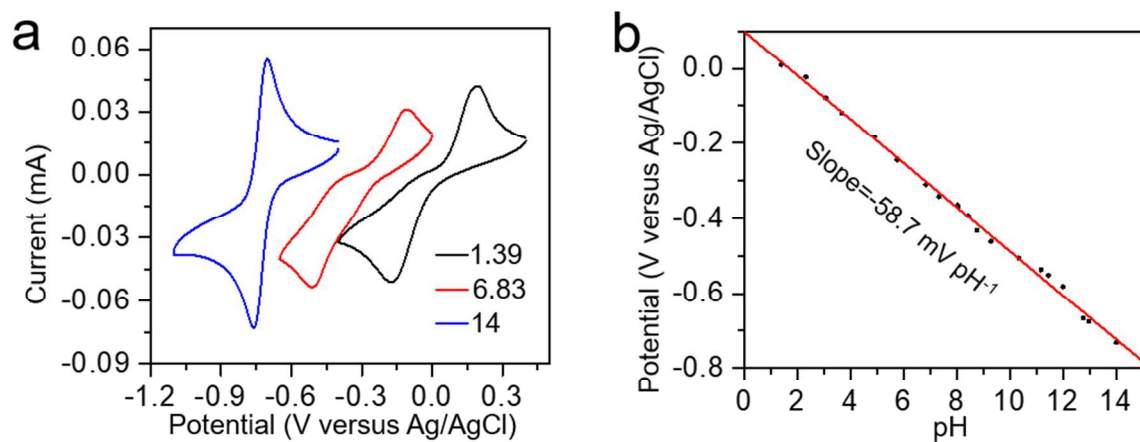 a
0.06
0.03
0.00
-0.03
-0.06
-0.09
Current (mA)
1.39
6.83
14
-1.2 -0.9 -0.6 -0.3 0.0 0.3
Potential (V versus Ag/AgCl)
b
0.0
-0.2
-0.4
-0.6
-0.8
Potential (V versus Ag/AgCl)
Slope=-58.7 mV pH-1
0 2 4 6 8 10 12 14
pH